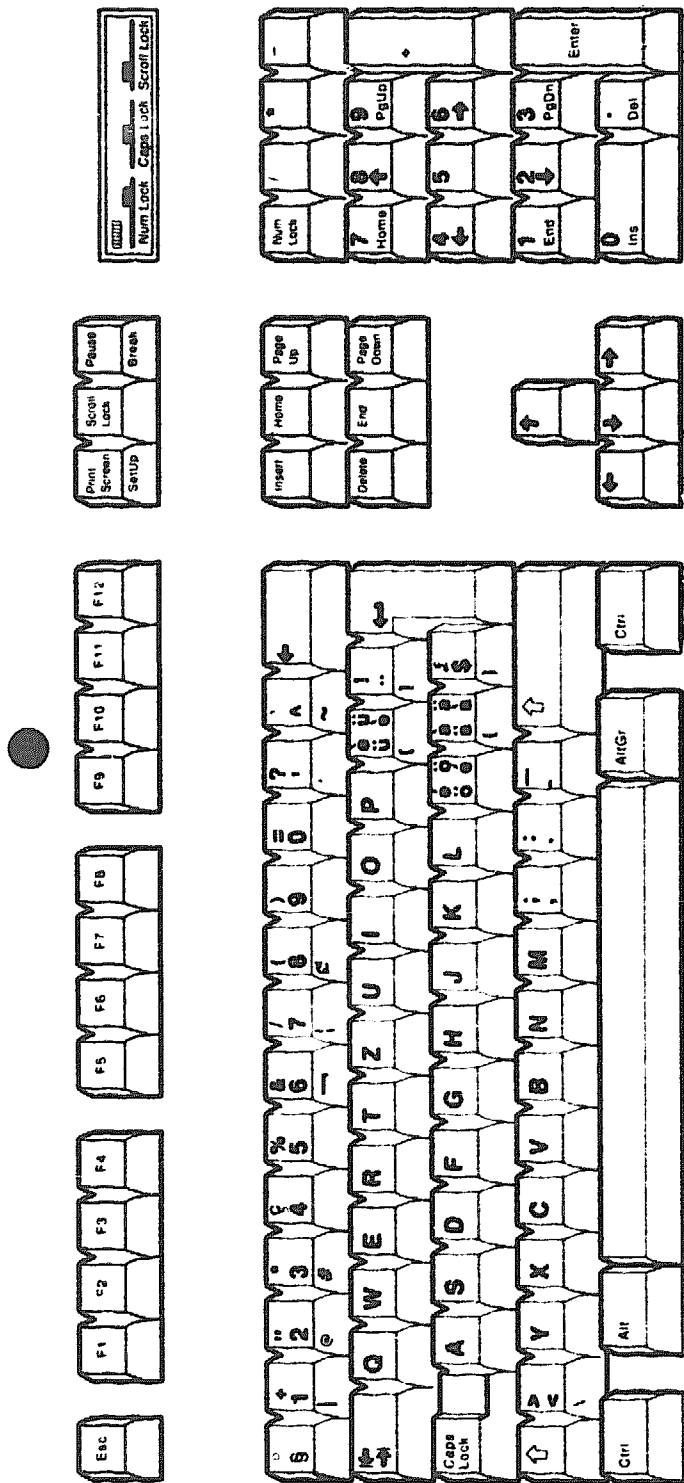 Esc F1 F2 F3 F4 F5 F6 F7 F8 F9 F10 F11 F12
Print Screen SetUp
Scroll Lock
Pause Break
Num Lock Caps Lock Scroll Lock
° + " * ç % & / ( ) = ? `
§ 1 2 3 4 5 6 7 8 9 0 ' ^
| @ # ¬ ¦ ¢ ´ ~
Insert Home Page Up
Num Lock / * -
Q W E R T Z U I O P è ü !
ü è ¨
[ ]
Delete End Page Down
7 Home 8 9 PgUp +
Caps Lock A S D F G H J K L é ö ä à £
ö é ä à $
4 5 6
> <
\
Y X C V B N M ; , : . _ -
1 End 2 3 PgDn Enter
Ctrl Alt AltGr Ctrl
0 Ins . Del